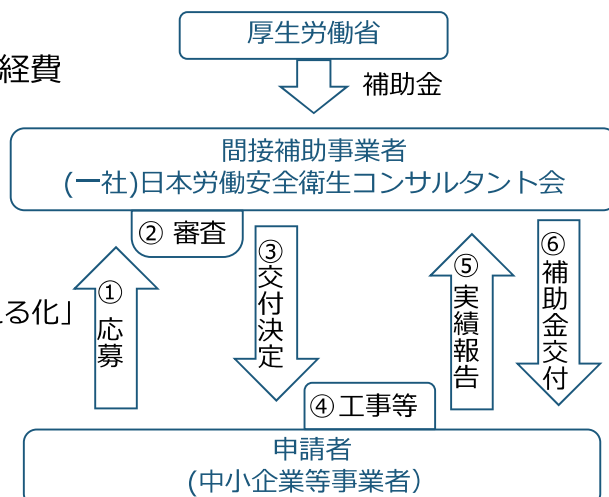 厚生労働省
経費
補助金
間接補助事業者
(一社)日本労働安全衛生コンサルタント会
② 審査
① 応募
③交付決定
⑤実績報告
⑥補助金交付
える化」
④工事等
申請者
(中小企業等事業者）